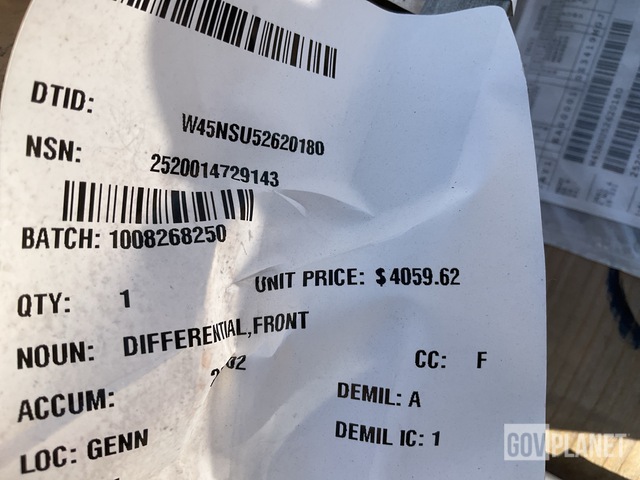 DTID: W45NSU52620180
NSN: 2520014729143
BATCH: 1008268250
QTY: 1 UNIT PRICE: $4059.62
NOUN: DIFFERENTIAL,FRONT
CC: F
ACCUM:
DEMIL: A
LOC: GENN
DEMIL IC: 1
GOVPLANET